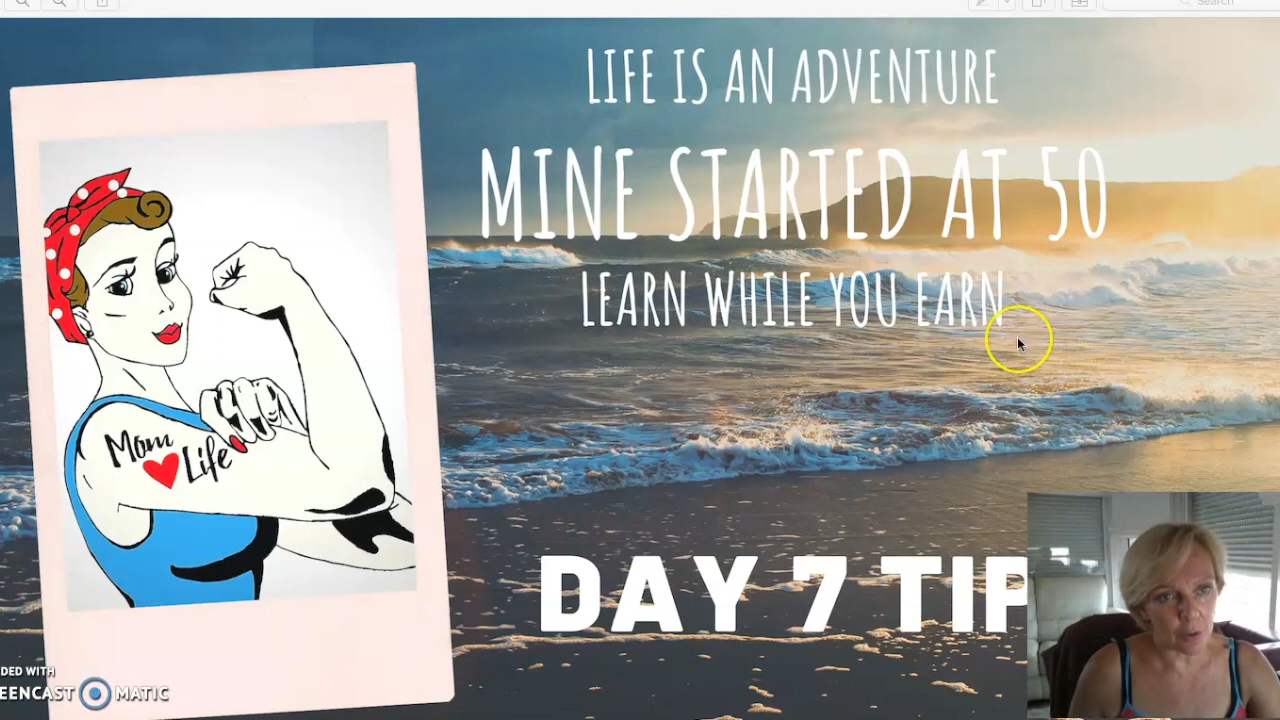 Search
LIFE IS AN ADVENTURE
MINE STARTED AT 50
LEARN WHILE YOU EARN
Mom
Life
DAY 7 TIP
DED WITH
EENCAST MATIC